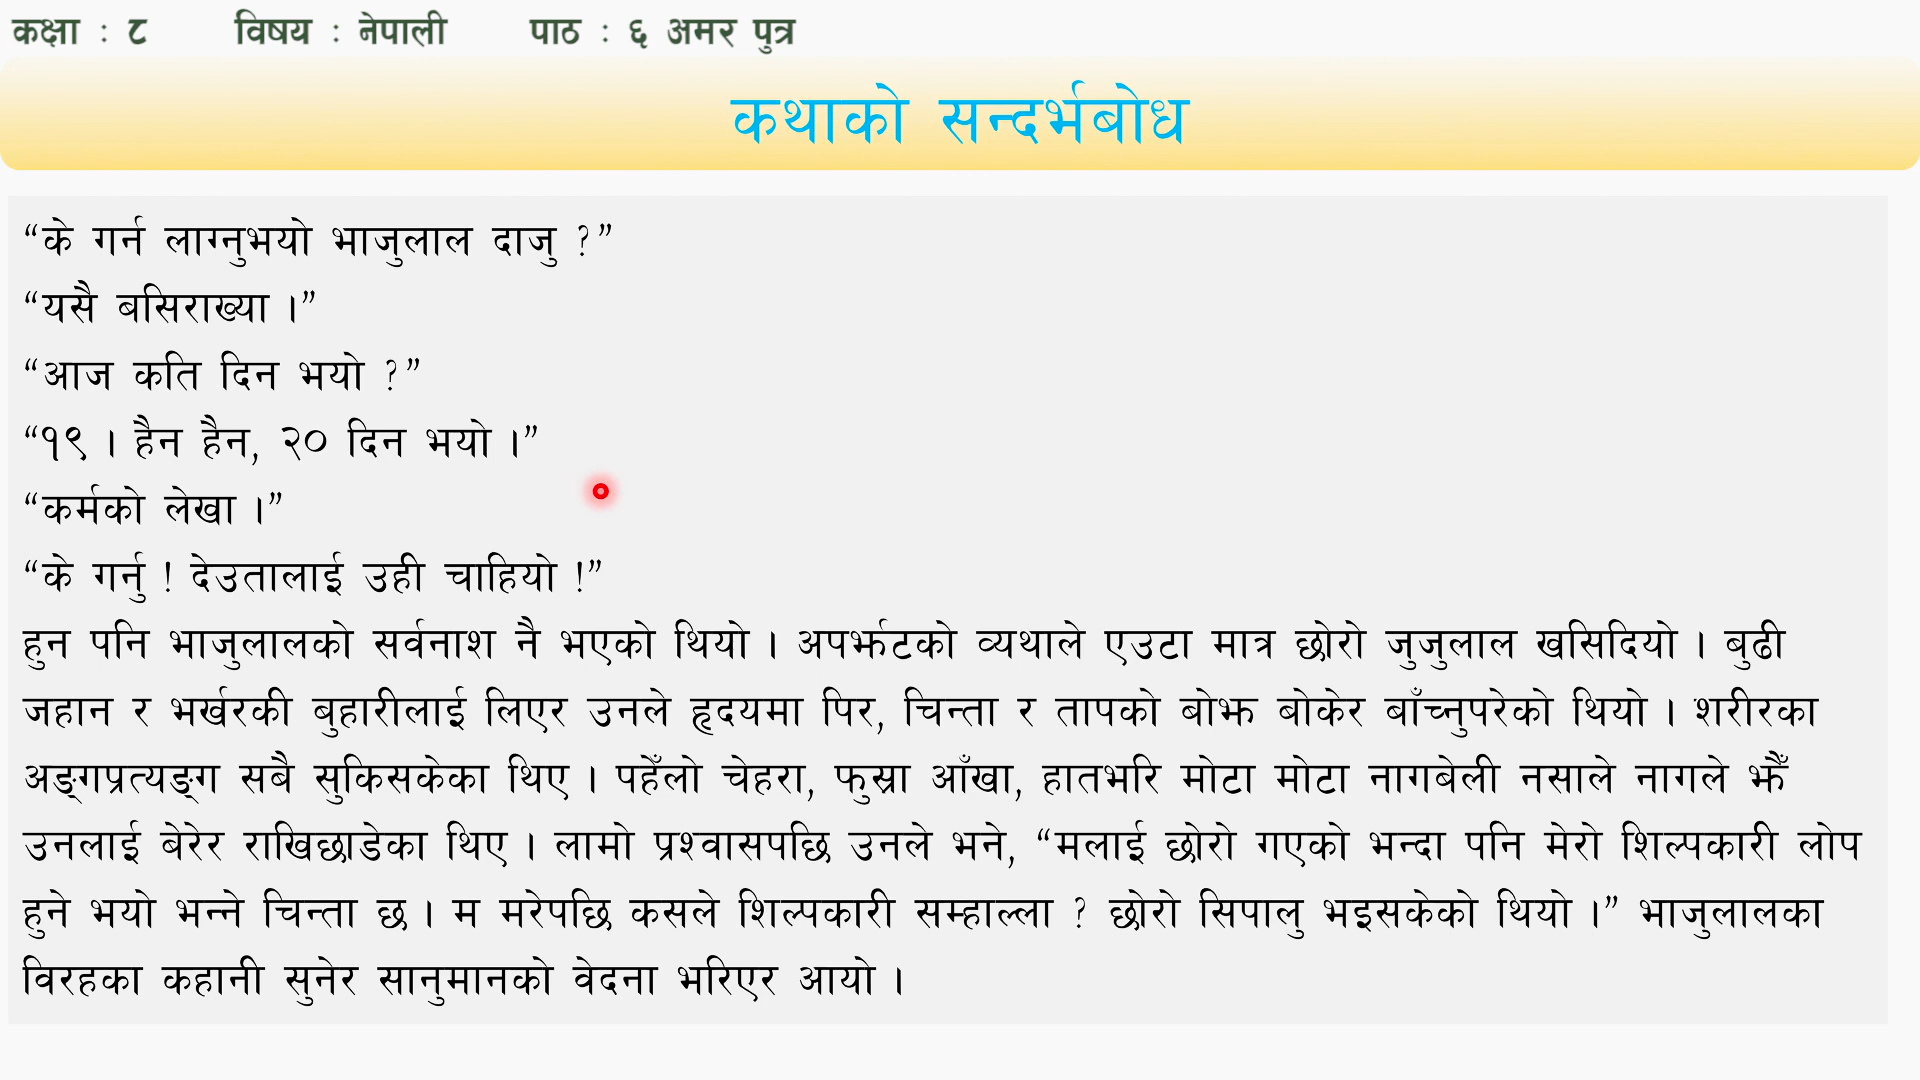 कक्षा : ८ विषय : नेपाली पाठ : ६ अमर पुत्र
कथाको सन्दर्भबोध
“के गर्न लाग्नुभयो भाजुलाल दाजु ?”
“यसै बसिराख्या ।”
“आज कति दिन भयो ?”
“१९ । हैन हैन, २० दिन भयो ।”
“कर्मको लेखा ।”
“के गर्नु ! देउतालाई उही चाहियो !”
हुन पनि भाजुलालको सर्वनाश नै भएको थियो । अपर्झटको व्यथाले एउटा मात्र छोरो जुजुलाल खसिदियो । बुढी
जहान र भर्खरकी बुहारीलाई लिएर उनले हृदयमा पिर, चिन्ता र तापको बोझ बोकेर बाँच्नुपरेको थियो । शरीरका
अङ्गप्रत्यङ्ग सबै सुकिसकेका थिए । पहेँलो चेहरा, फुस्रा आँखा, हातभरि मोटा मोटा नागबेली नसाले नागले झैँ
उनलाई बेरेर राखिछाडेका थिए । लामो प्रश्वासपछि उनले भने, “मलाई छोरो गएको भन्दा पनि मेरो शिल्पकारी लोप
हुने भयो भन्ने चिन्ता छ । म मरेपछि कसले शिल्पकारी सम्हाल्ला ? छोरो सिपालु भइसकेको थियो ।” भाजुलालका
विरहका कहानी सुनेर सानुमानको वेदना भरिएर आयो ।